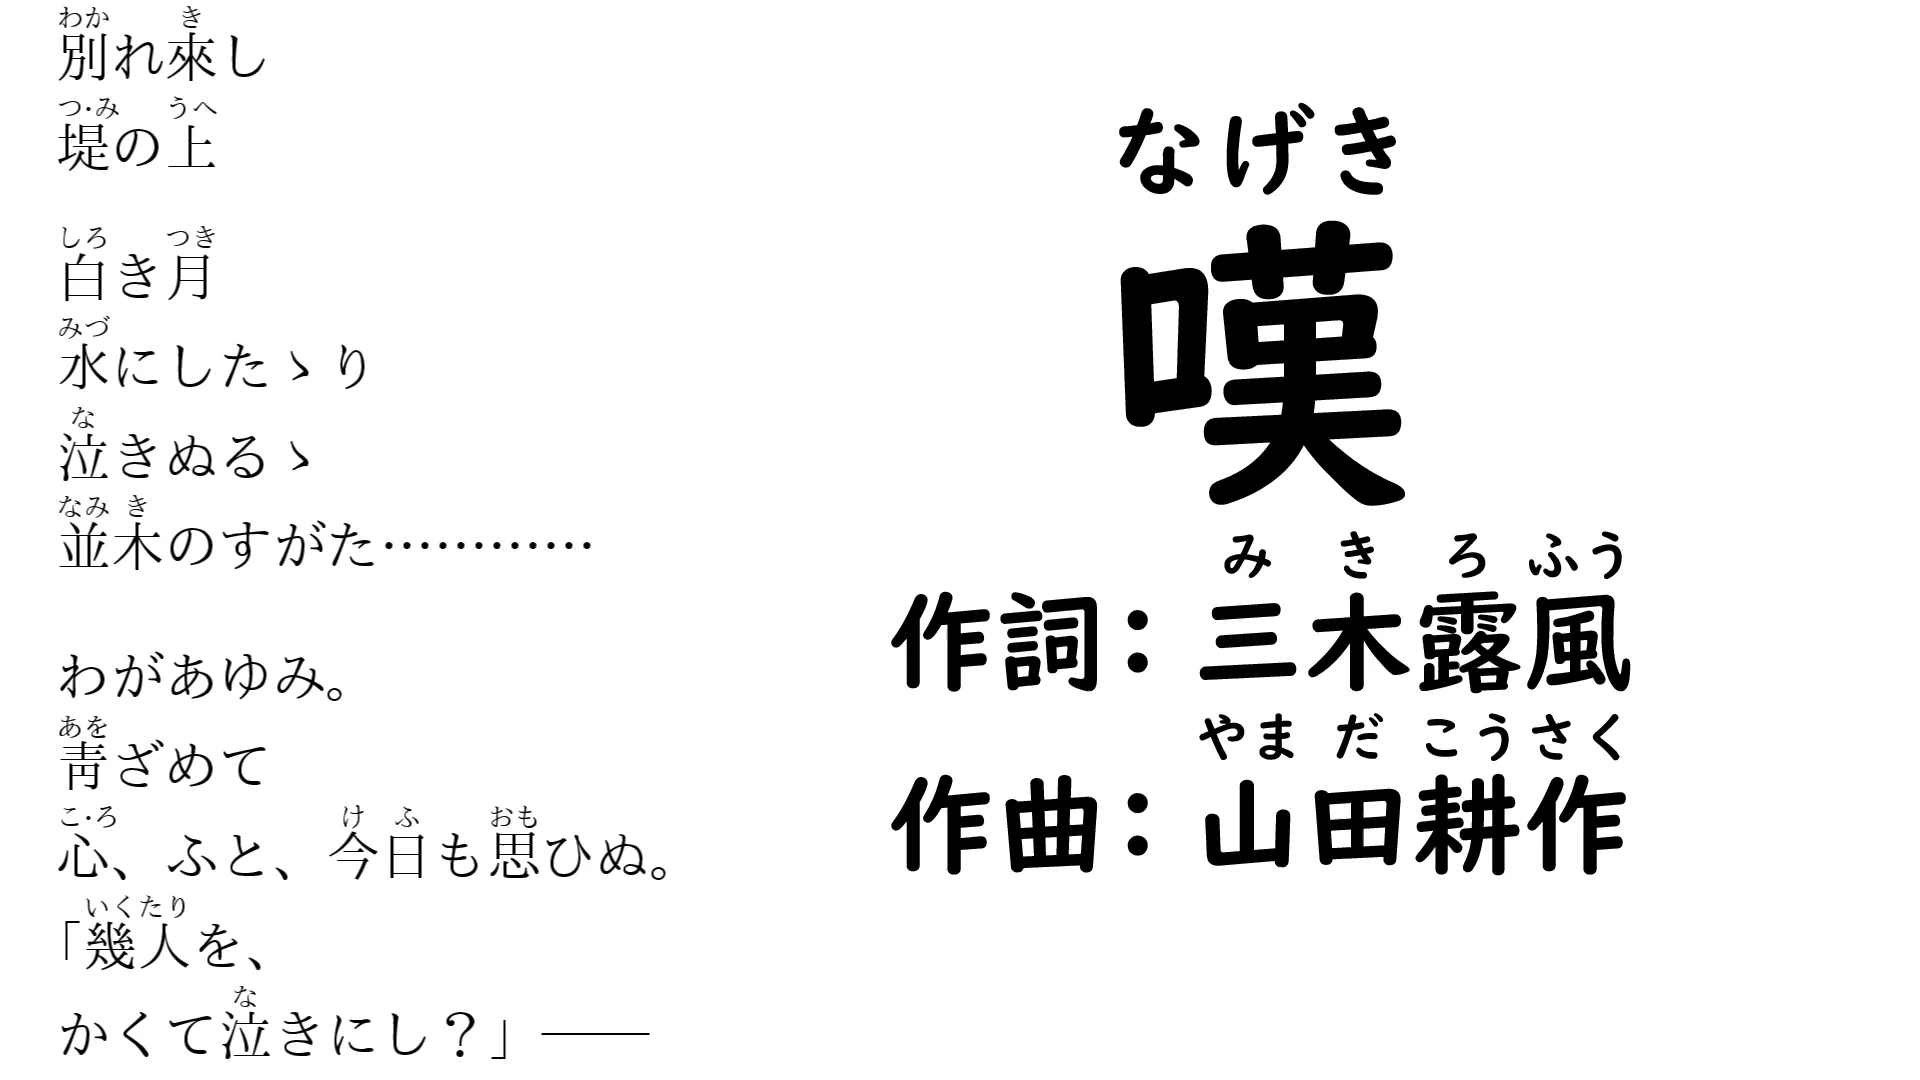 わか き
別れ來し
つ·み うへ
堤の上
しろ つき
白き月
みづ
水にしたゝり
な
泣きぬるゝ
なみ き
並木のすがた…………
わがあゆみ。
あを
靑ざめて
こ·ろ け ふ おも
心、ふと、今日も思ひぬ。
いくたり
「幾人を、
な
かくて泣きにし？」――
なげき
嘆
み き ろ ふう
作詞：三木露風
やま だ こうさく
作曲：山田耕作